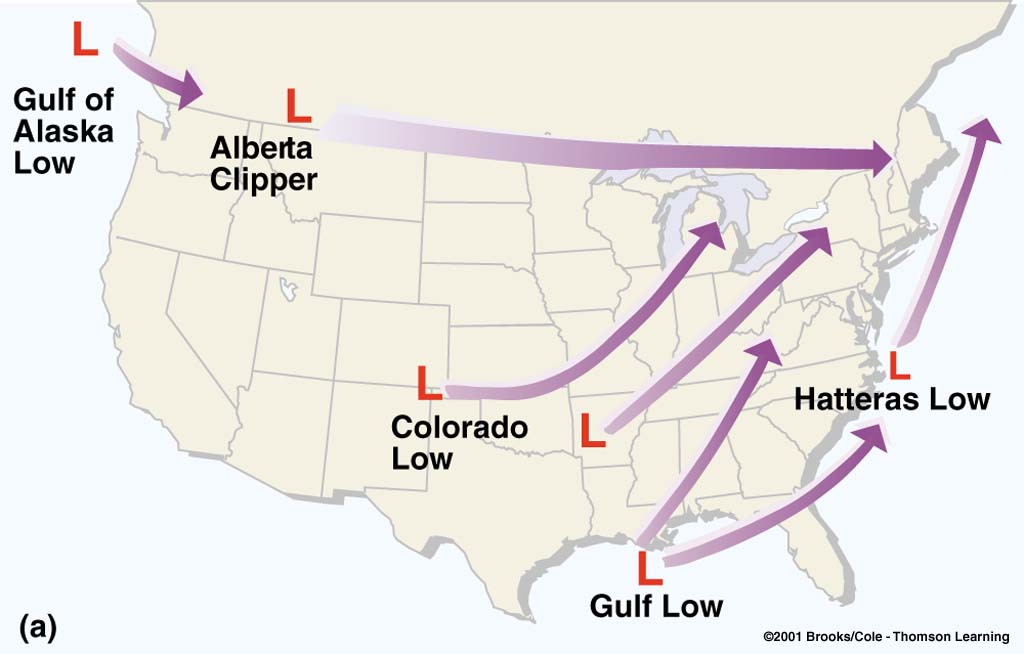 L
Gulf of
Alaska
Low
L
Alberta
Clipper
L
Colorado
Low
L
L
Hatteras Low
L
Gulf Low
(a)
©2001 Brooks/Cole - Thomson Learning